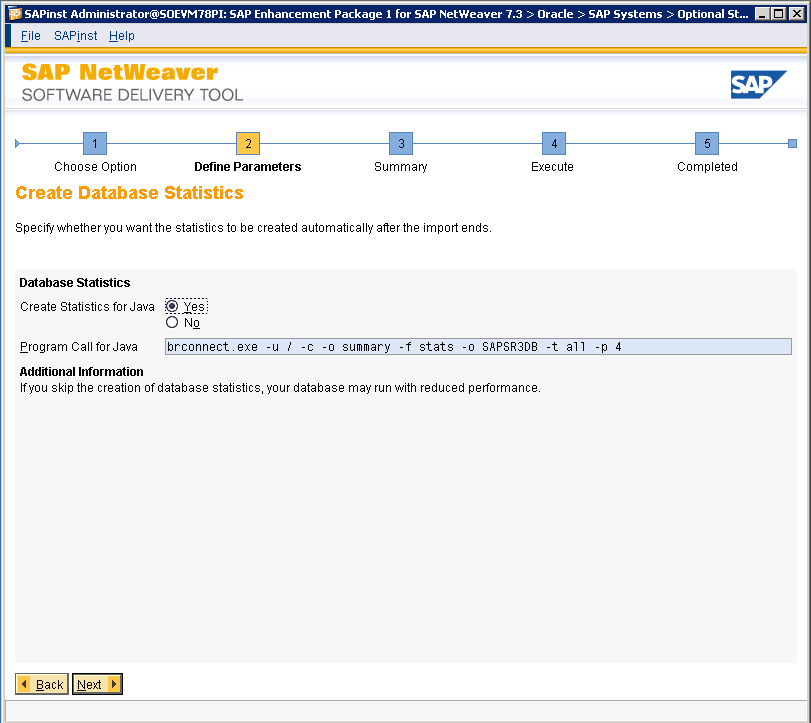 SAPinst Administrator@SOEVM78PI: SAP Enhancement Package 1 for SAP NetWeaver 7.3 > Oracle > SAP Systems > Optional St...
File SAPinst Help
SAP NetWeaver
SOFTWARE DELIVERY TOOL
SAP
1 2 3 4 5
Choose Option Define Parameters Summary Execute Completed
Create Database Statistics
Specify whether you want the statistics to be created automatically after the import ends.
Database Statistics
Create Statistics for Java Yes
No
Program Call for Java brconnect.exe -u / -c -o summary -f stats -o SAPSR3DB -t all -p 4
Additional Information
If you skip the creation of database statistics, your database may run with reduced performance.
Back Next